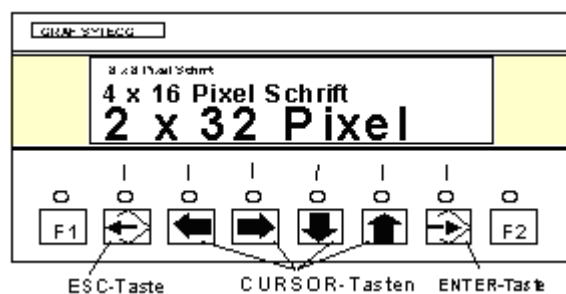 GRAF SYTECO
8 x 8 Pixel Schrift
4 x 16 Pixel Schrift
2 x 32 Pixel
F1 F2
ESC-Taste CURSOR-Tasten ENTER-Taste